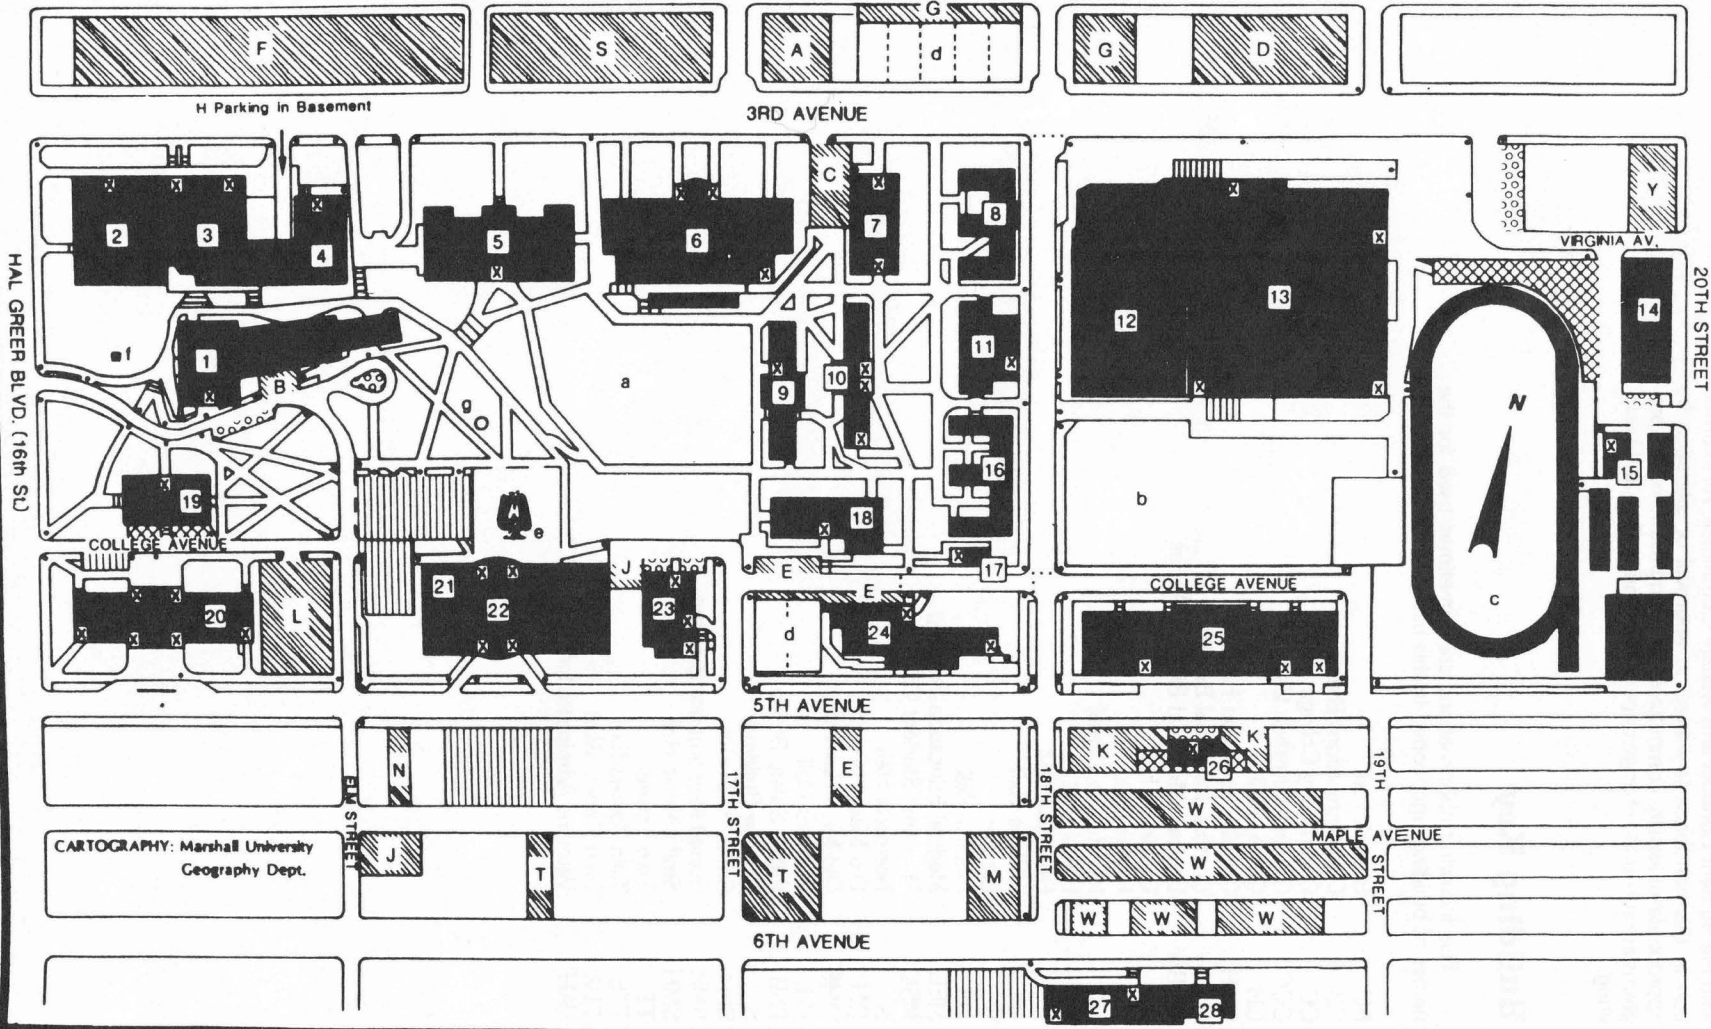 F
S
A
G
d
G
D
H Parking in Basement
3RD AVENUE
C
Y
2
3
4
5
6
7
8
VIRGINIA AV.
12
13
14
20TH STREET
HAL GREER BLVD. (16th St.)
f
1
B
g
a
9
10
11
N
19
e
18
16
17
b
15
c
COLLEGE AVENUE
COLLEGE AVENUE
20
L
21
22
J
23
E
E
d
24
25
5TH AVENUE
N
E
K
K
26
ELM STREET
17TH STREET
18TH STREET
19TH STREET
W
MAPLE AVENUE
CARTOGRAPHY: Marshall University
Geography Dept.
J
T
T
M
W
W
W
W
6TH AVENUE
27
28